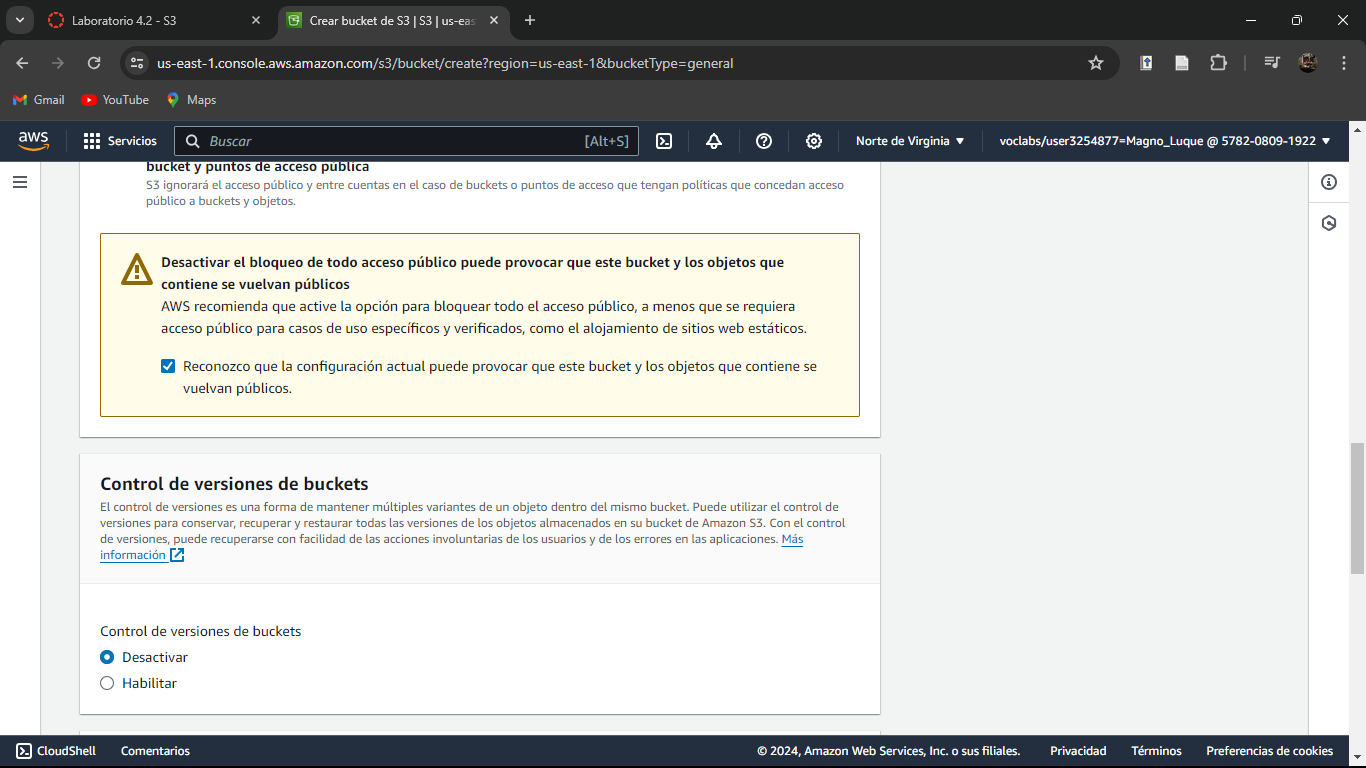 Laboratorio 4.2 - S3
Crear bucket de S3 | S3 | us-eas
us-east-1.console.aws.amazon.com/s3/bucket/create?region=us-east-1&bucketType=general
Gmail
YouTube
Maps
aws
Servicios
Buscar
[Alt+S]
Norte de Virginia
voclabs/user3254877=Magno_Luque @ 5782-0809-1922
bucket y puntos de acceso pública
S3 ignorará el acceso público y entre cuentas en el caso de buckets o puntos de acceso que tengan políticas que concedan acceso
público a buckets y objetos.
Desactivar el bloqueo de todo acceso público puede provocar que este bucket y los objetos que
contiene se vuelvan públicos
AWS recomienda que active la opción para bloquear todo el acceso público, a menos que se requiera
acceso público para casos de uso específicos y verificados, como el alojamiento de sitios web estáticos.
Reconozco que la configuración actual puede provocar que este bucket y los objetos que contiene se
vuelvan públicos.
Control de versiones de buckets
El control de versiones es una forma de mantener múltiples variantes de un objeto dentro del mismo bucket. Puede utilizar el control de
versiones para conservar, recuperar y restaurar todas las versiones de los objetos almacenados en su bucket de Amazon S3. Con el control
de versiones, puede recuperarse con facilidad de las acciones involuntarias de los usuarios y de los errores en las aplicaciones. Más
información
Control de versiones de buckets
Desactivar
Habilitar
CloudShell
Comentarios
© 2024, Amazon Web Services, Inc. o sus filiales.
Privacidad
Términos
Preferencias de cookies